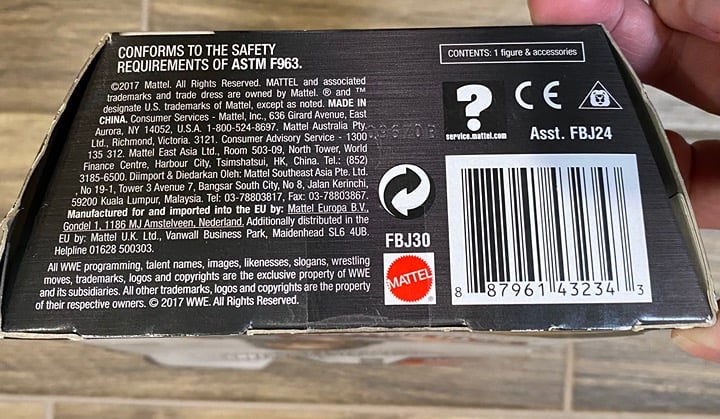 CONFORMS TO THE SAFETY
REQUIREMENTS OF ASTM F963.
©2017 Mattel. All Rights Reserved. MATTEL and associated
trademarks and trade dress are owned by Mattel. ® and ™
designate U.S. trademarks of Mattel, except as noted. MADE IN
CHINA. Consumer Services - Mattel, Inc., 636 Girard Avenue, East
Aurora, NY 14052, U.S.A. 1-800-524-8697. Mattel Australia Pty.
Ltd., Richmond, Victoria. 3121. Consumer Advisory Service - 1300
135 312. Mattel East Asia Ltd., Room 503-09, North Tower, World
Finance Centre, Harbour City, Tsimshatsui, HK, China. Tel.: (852)
3185-6500. Diimport & Diedarkan Oleh: Mattel Southeast Asia Pte. Ltd.
, No 19-1, Tower 3 Avenue 7, Bangsar South City, No 8, Jalan Kerinchi,
59200 Kuala Lumpur, Malaysia. Tel: 03-78803817, Fax: 03-78803867.
Manufactured for and imported into the EU by: Mattel Europa B.V.,
Gondel 1, 1186 MJ Amstelveen, Nederland. Additionally distributed in the
EU by: Mattel U.K. Ltd., Vanwall Business Park, Maidenhead SL6 4UB.
Helpline 01628 500303.
All WWE programming, talent names, images, likenesses, slogans, wrestling
moves, trademarks, logos and copyrights are the exclusive property of WWE
and its subsidiaries. All other trademarks, logos and copyrights are the property
of their respective owners. © 2017 WWE. All Rights Reserved.
CONTENTS: 1 figure & accessories
?
service.mattel.com
CE
Asst. FBJ24
FBJ30
MATTEL
8 87961 43234 3